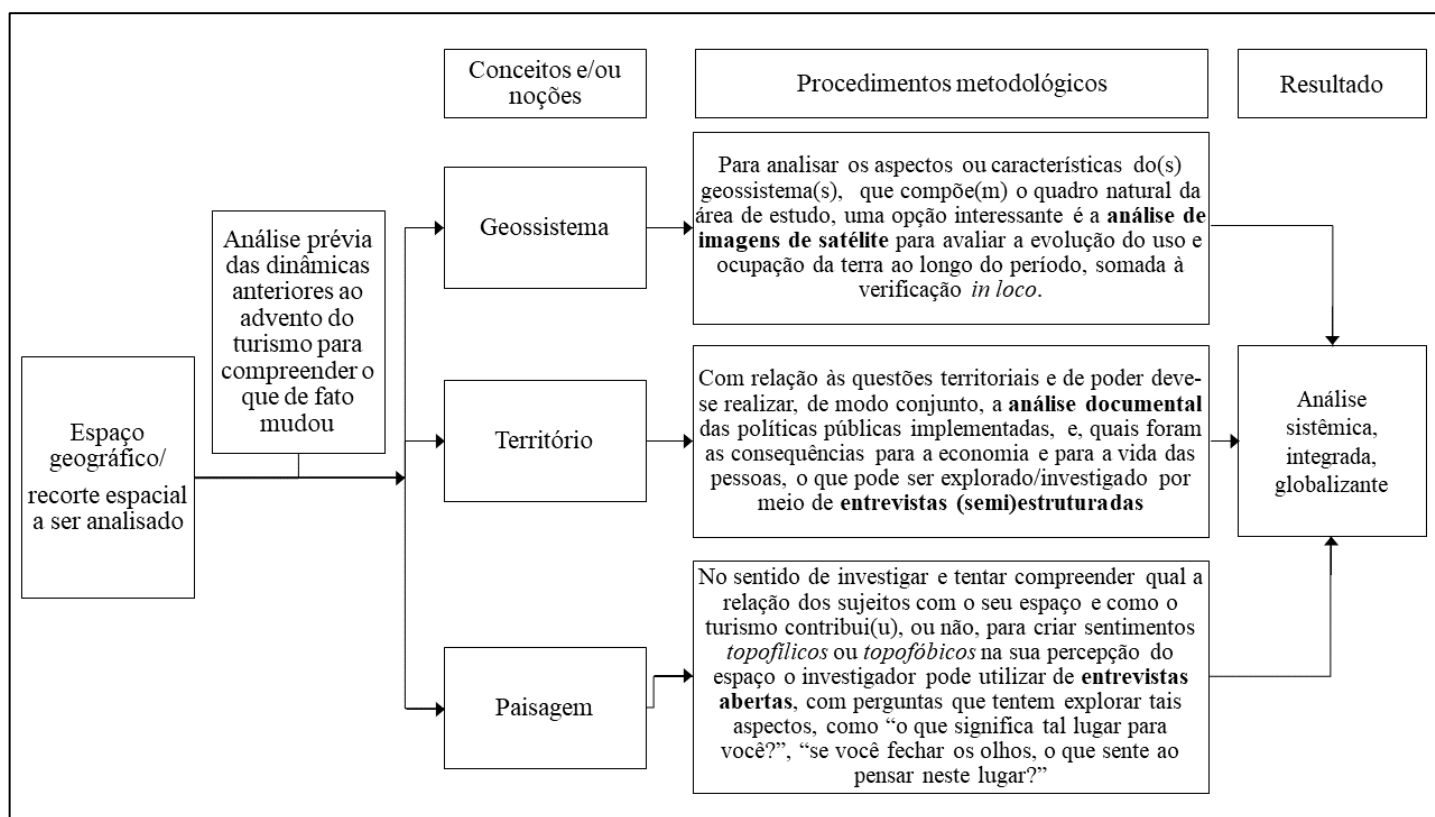 Conceitos e/ou
noções
Procedimentos metodológicos
Resultado
Espaço
geográfico/
recorte espacial
a ser analisado
Análise prévia
das dinâmicas
anteriores ao
advento do
turismo para
compreender o
que de fato
mudou
Geossistema
Para analisar os aspectos ou características do(s)
geossistema(s), que compõe(m) o quadro natural da
área de estudo, uma opção interessante é a análise de
imagens de satélite para avaliar a evolução do uso e
ocupação da terra ao longo do período, somada à
verificação in loco.
Território
Com relação às questões territoriais e de poder deve-
se realizar, de modo conjunto, a análise documental
das políticas públicas implementadas, e, quais foram
as consequências para a economia e para a vida das
pessoas, o que pode ser explorado/investigado por
meio de entrevistas (semi)estruturadas
Paisagem
No sentido de investigar e tentar compreender qual a
relação dos sujeitos com o seu espaço e como o
turismo contribui(u), ou não, para criar sentimentos
topofílicos ou topofóbicos na sua percepção do
espaço o investigador pode utilizar de entrevistas
abertas, com perguntas que tentem explorar tais
aspectos, como “o que significa tal lugar para
você?”, “se você fechar os olhos, o que sente ao
pensar neste lugar?”
Análise
sistêmica,
integrada,
globalizante